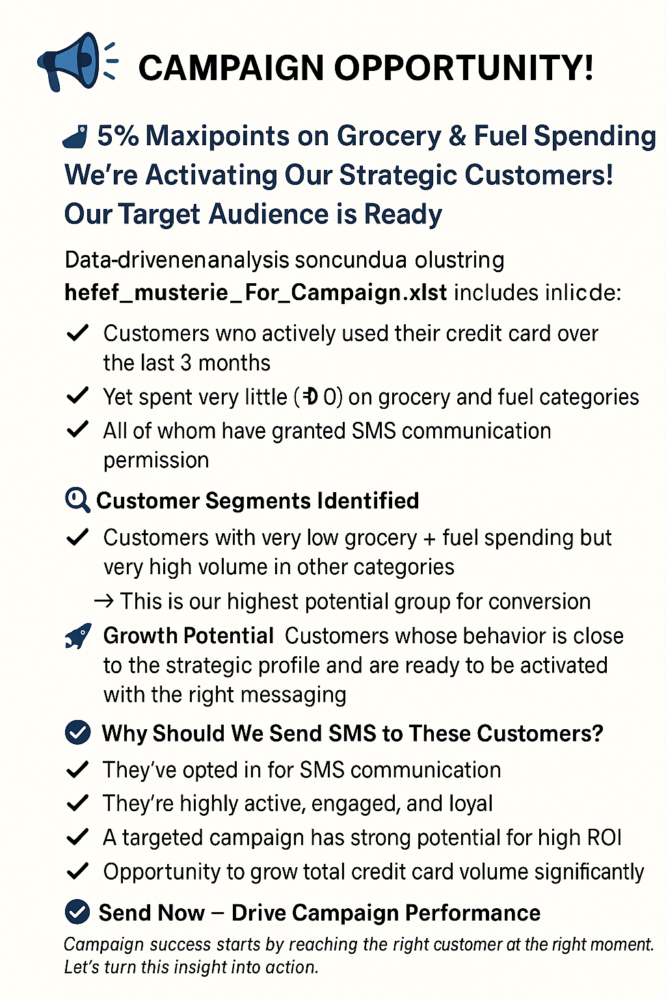 CAMPAIGN OPPORTUNITY!
5% Maxipoints on Grocery & Fuel Spending
We're Activating Our Strategic Customers!
Our Target Audience is Ready
Data-drivenenanalysis soncundua olustring
hefef_musterie_For_Campaign.xlst includes inlicde:
✓ Customers wno actively used their credit card over
the last 3 months
✓ Yet spent very little ( 0) on grocery and fuel categories
✓ All of whom have granted SMS communication
permission
Customer Segments Identified
✓ Customers with very low grocery + fuel spending but
very high volume in other categories
→ This is our highest potential group for conversion
Growth Potential Customers whose behavior is close
to the strategic profile and are ready to be activated
with the right messaging
Why Should We Send SMS to These Customers?
✓ They've opted in for SMS communication
✓ They're highly active, engaged, and loyal
✓ A targeted campaign has strong potential for high ROI
✓ Opportunity to grow total credit card volume significantly
Send Now – Drive Campaign Performance
Campaign success starts by reaching the right customer at the right moment.
Let's turn this insight into action.